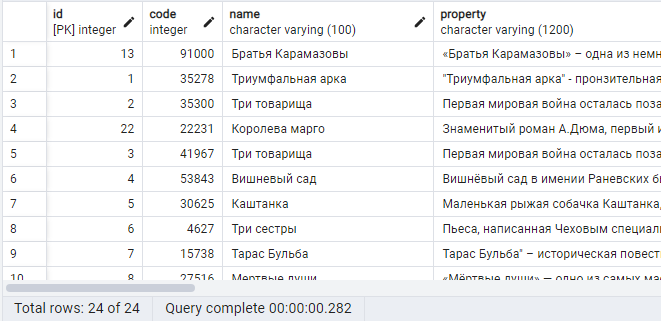 id code name property
[PK] integer integer character varying (100) character varying (1200)
1 13 91000 Братья Карамазовы «Братья Карамазовы» – одна из немн
2 1 35278 Триумфальная арка "Триумфальная арка" - пронзительная
3 2 35300 Три товарища Первая мировая война осталась поза
4 22 22231 Королева марго Знаменитый роман А.Дюма, первый и
5 3 41967 Три товарища Первая мировая война осталась поза
6 4 53843 Вишневый сад Вишнёвый сад в имении Раневских б
7 5 30625 Каштанка Маленькая рыжая собачка Каштанка,
8 6 4627 Три сестры Пьеса, написанная Чеховым специал
9 7 15738 Тарас Бульба Тарас Бульба" – историческая повест
10 8 27516 Мертвые души «Мёртвые души» — одно из самых ма
Total rows: 24 of 24 Query complete 00:00:00.282